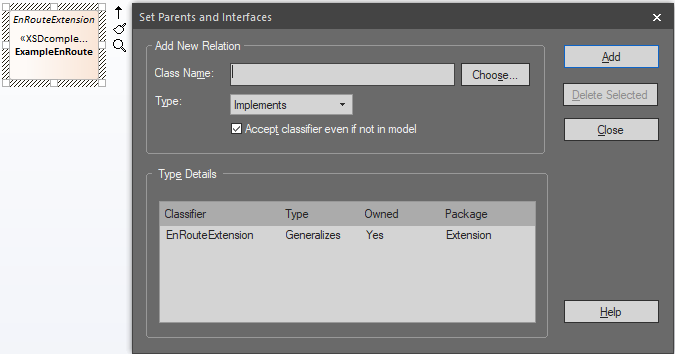 EnRouteExtension
«XSDcomple...
ExampleEnRoute
Set Parents and Interfaces
Add New Relation
Class Name:
Choose...
Type:
Implements
Accept classifier even if not in model
Add
Delete Selected
Close
Type Details
Classifier Type Owned Package
EnRouteExtension Generalizes Yes Extension
Help